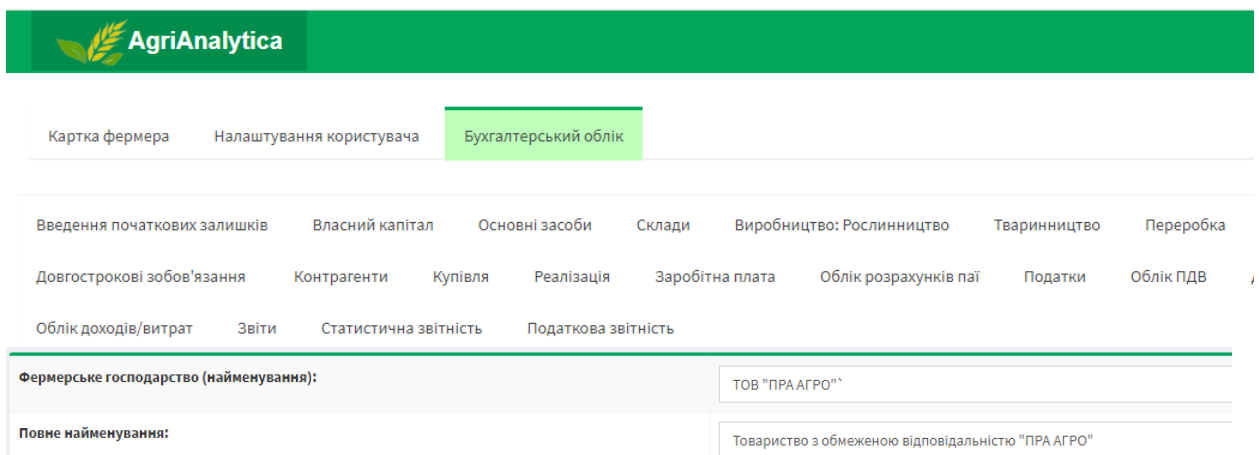 AgriAnalytica
Картка фермера Налаштування користувача Бухгалтерський облік
Введення початкових залишків Власний капітал Основні засоби Склади Виробництво: Рослинництво Тваринництво Переробка
Довгострокові зобов'язання Контрагенти Купівля Реалізація Заробітна плата Облік розрахунків паї Податки Облік ПДВ
Облік доходів/витрат Звіти Статистична звітність Податкова звітність
Фермерське господарство (найменування): ТОВ "ПРА АГРО"`
Повне найменування: Товариство з обмеженою відповідальністю "ПРА АГРО"